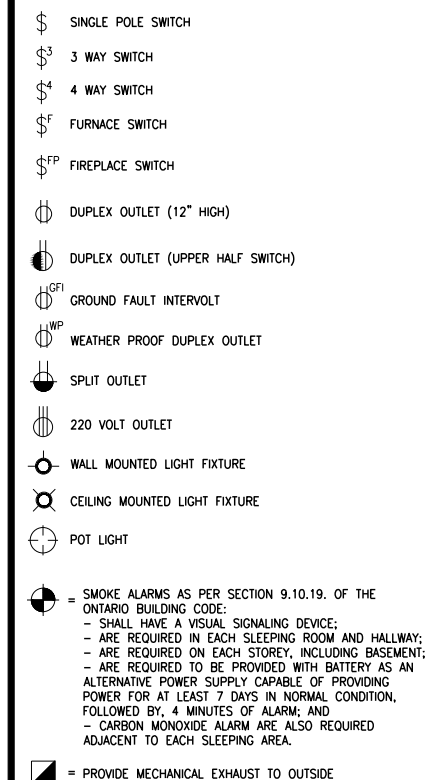 $ SINGLE POLE SWITCH
$3 3 WAY SWITCH
$4 4 WAY SWITCH
$F FURNACE SWITCH
$FP FIREPLACE SWITCH
DUPLEX OUTLET (12" HIGH)
DUPLEX OUTLET (UPPER HALF SWITCH)
GFI GROUND FAULT INTERVOLT
WP WEATHER PROOF DUPLEX OUTLET
SPLIT OUTLET
220 VOLT OUTLET
WALL MOUNTED LIGHT FIXTURE
CEILING MOUNTED LIGHT FIXTURE
POT LIGHT
= SMOKE ALARMS AS PER SECTION 9.10.19. OF THE
ONTARIO BUILDING CODE:
– SHALL HAVE A VISUAL SIGNALING DEVICE;
– ARE REQUIRED IN EACH SLEEPING ROOM AND HALLWAY;
– ARE REQUIRED ON EACH STOREY, INCLUDING BASEMENT;
– ARE REQUIRED TO BE PROVIDED WITH BATTERY AS AN
ALTERNATIVE POWER SUPPLY CAPABLE OF PROVIDING
POWER FOR AT LEAST 7 DAYS IN NORMAL CONDITION,
FOLLOWED BY, 4 MINUTES OF ALARM; AND
– CARBON MONOXIDE ALARM ARE ALSO REQUIRED
ADJACENT TO EACH SLEEPING AREA.
= PROVIDE MECHANICAL EXHAUST TO OUTSIDE